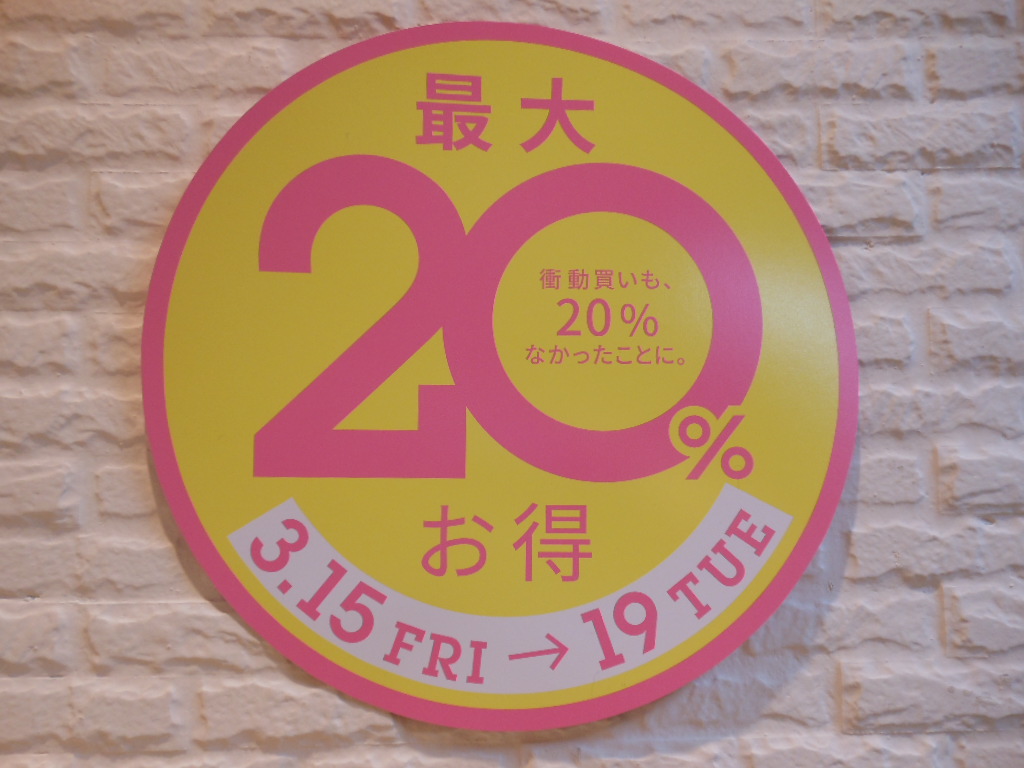 最大
20%
衝動買いも、
20%
なかったことに。
お得
3.15 FRI → 19 TUE